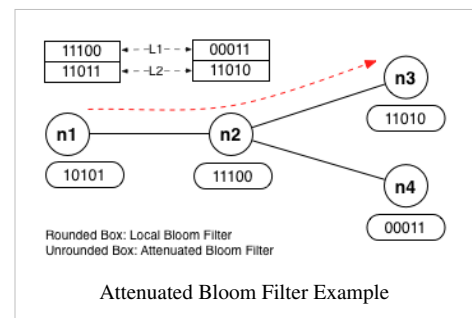 11100 L1 00011
11011 L2 11010
n3
n1 n2 11010
10101 11100 n4
00011
Rounded Box: Local Bloom Filter
Unrounded Box: Attenuated Bloom Filter
Attenuated Bloom Filter Example